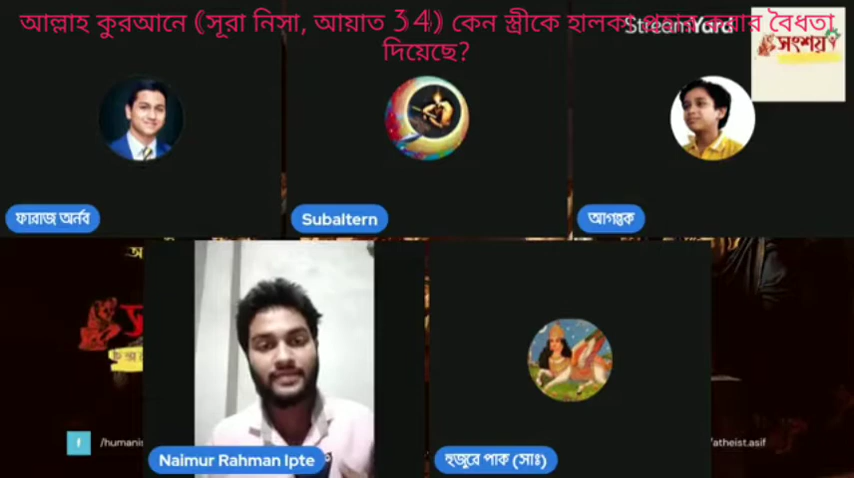 আল্লাহ কুরআনে (সূরা নিসা, আয়াত 34) কেন স্ত্রীকে হালকা প্রহার করার বৈধতা
দিয়েছে?
StreamYard
সংশয়
ফারাজ অর্নব
Subaltern
আগন্তুক
Naimur Rahman Ipte
হুজুরে পাক (সাঃ)
f
/humanis
/atheist.asif